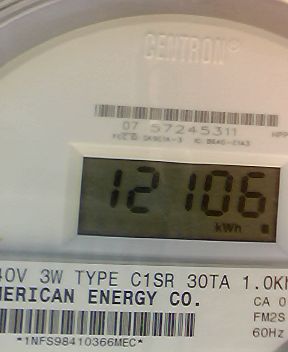 CENTRON®
07 57245311
12106
kWh
40V 3W TYPE C1SR 30TA 1.0Kh
MERICAN ENERGY CO.
CA 0
FM2S
60Hz
*1NFS98410366MEC*